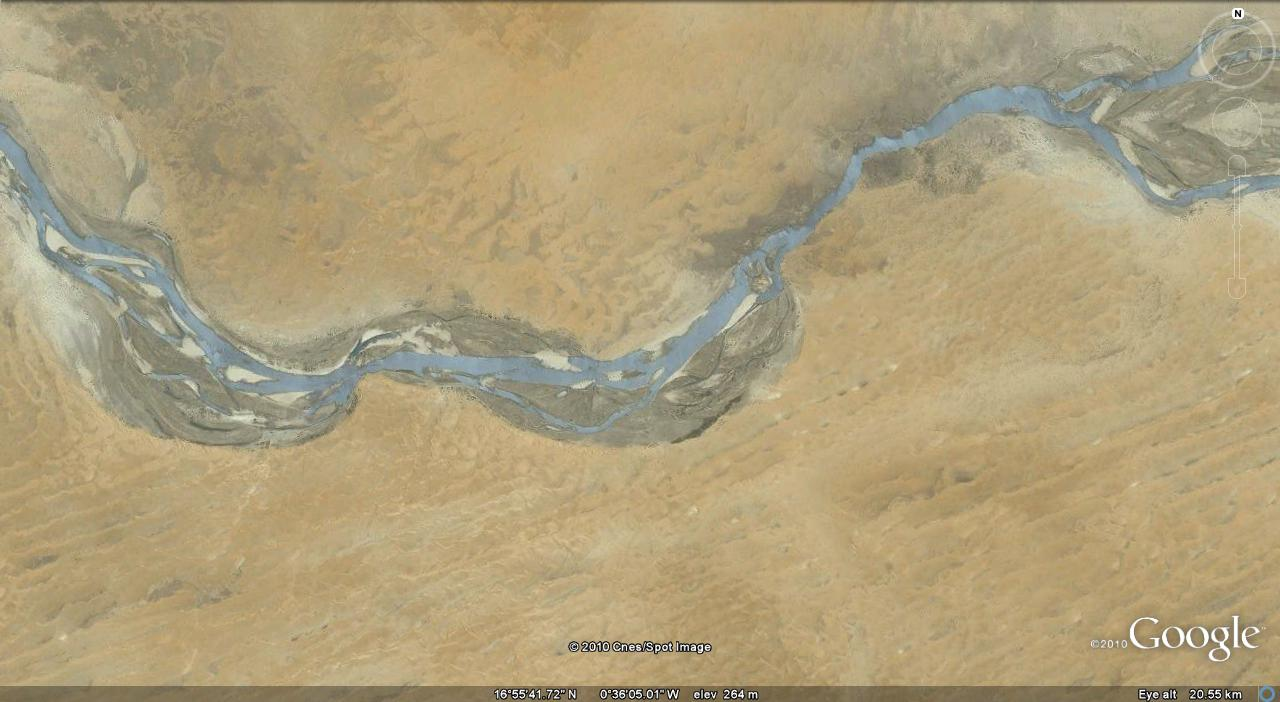 N
© 2010 Cnes/Spot Image
©2010 Google™
16°55'41.72" N 0°36'05.01" W elev 264 m
Eye alt 20.55 km